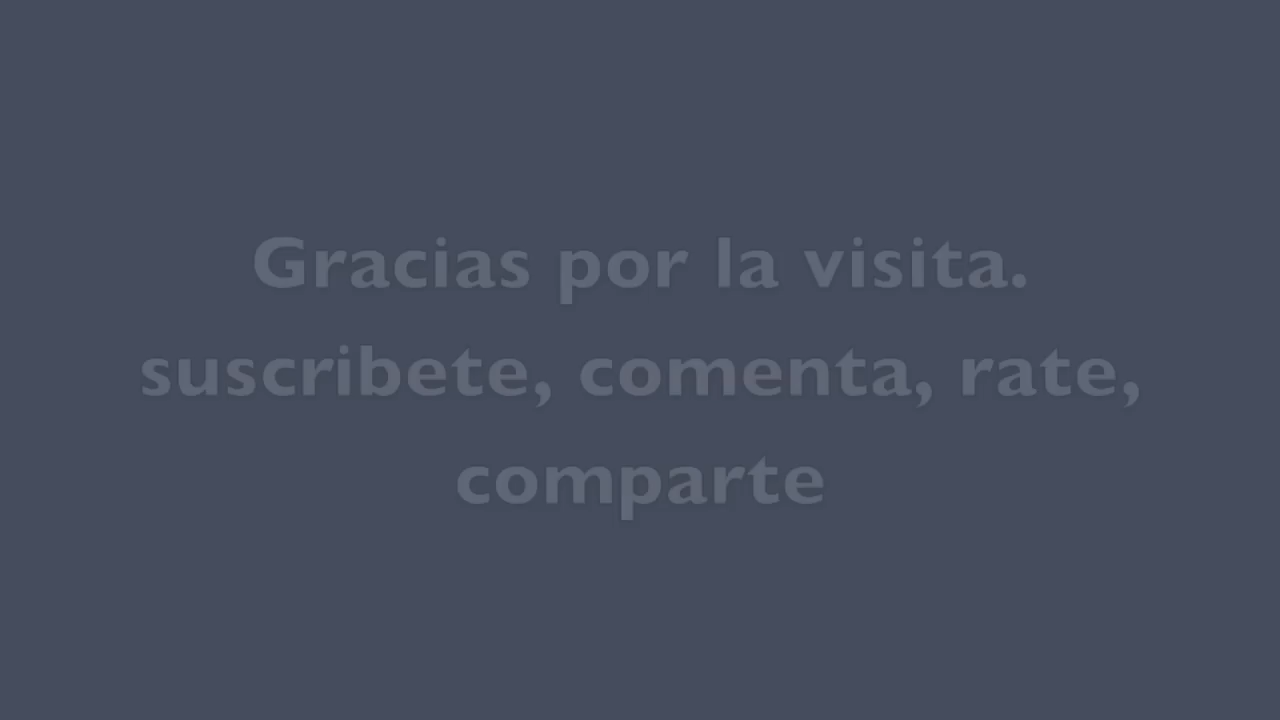 Gracias por la visita.
suscribete, comenta, rate,
comparte